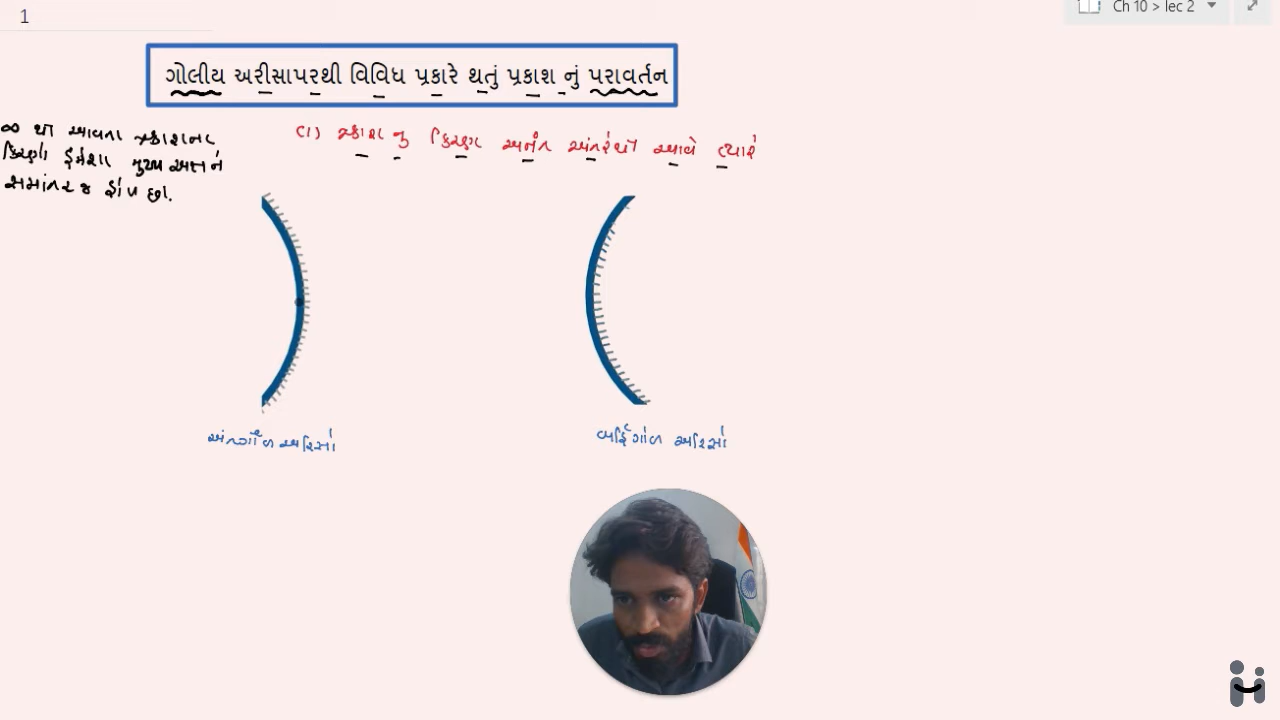 1
Ch 10 > lec 2
ગોલીય અરીસાપરથી વિવિધ પ્રકારે થતું પ્રકાશ નું પરાવર્તન
∞ થી આવતા પ્રકાશના
કિરણો હંમેશા મુખ્ય અક્ષને
સમાંતર જ હોય છે.
(1) પ્રકાશ નું કિરણ અનંત અંતરેથી આવે ત્યારે
અંતર્ગોળ અરિસો
બહિર્ગોળ અરિસો